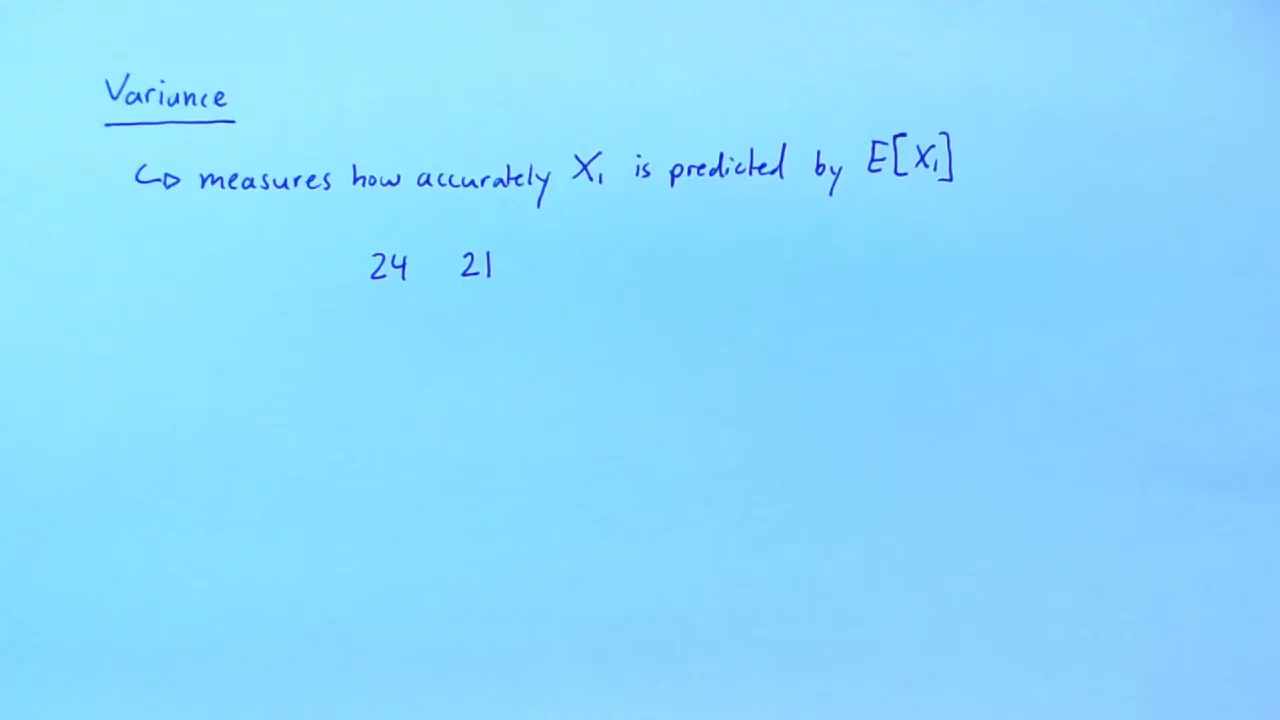 Variance
↳ measures how accurately X₁ is predicted by E[X₁]
24 21